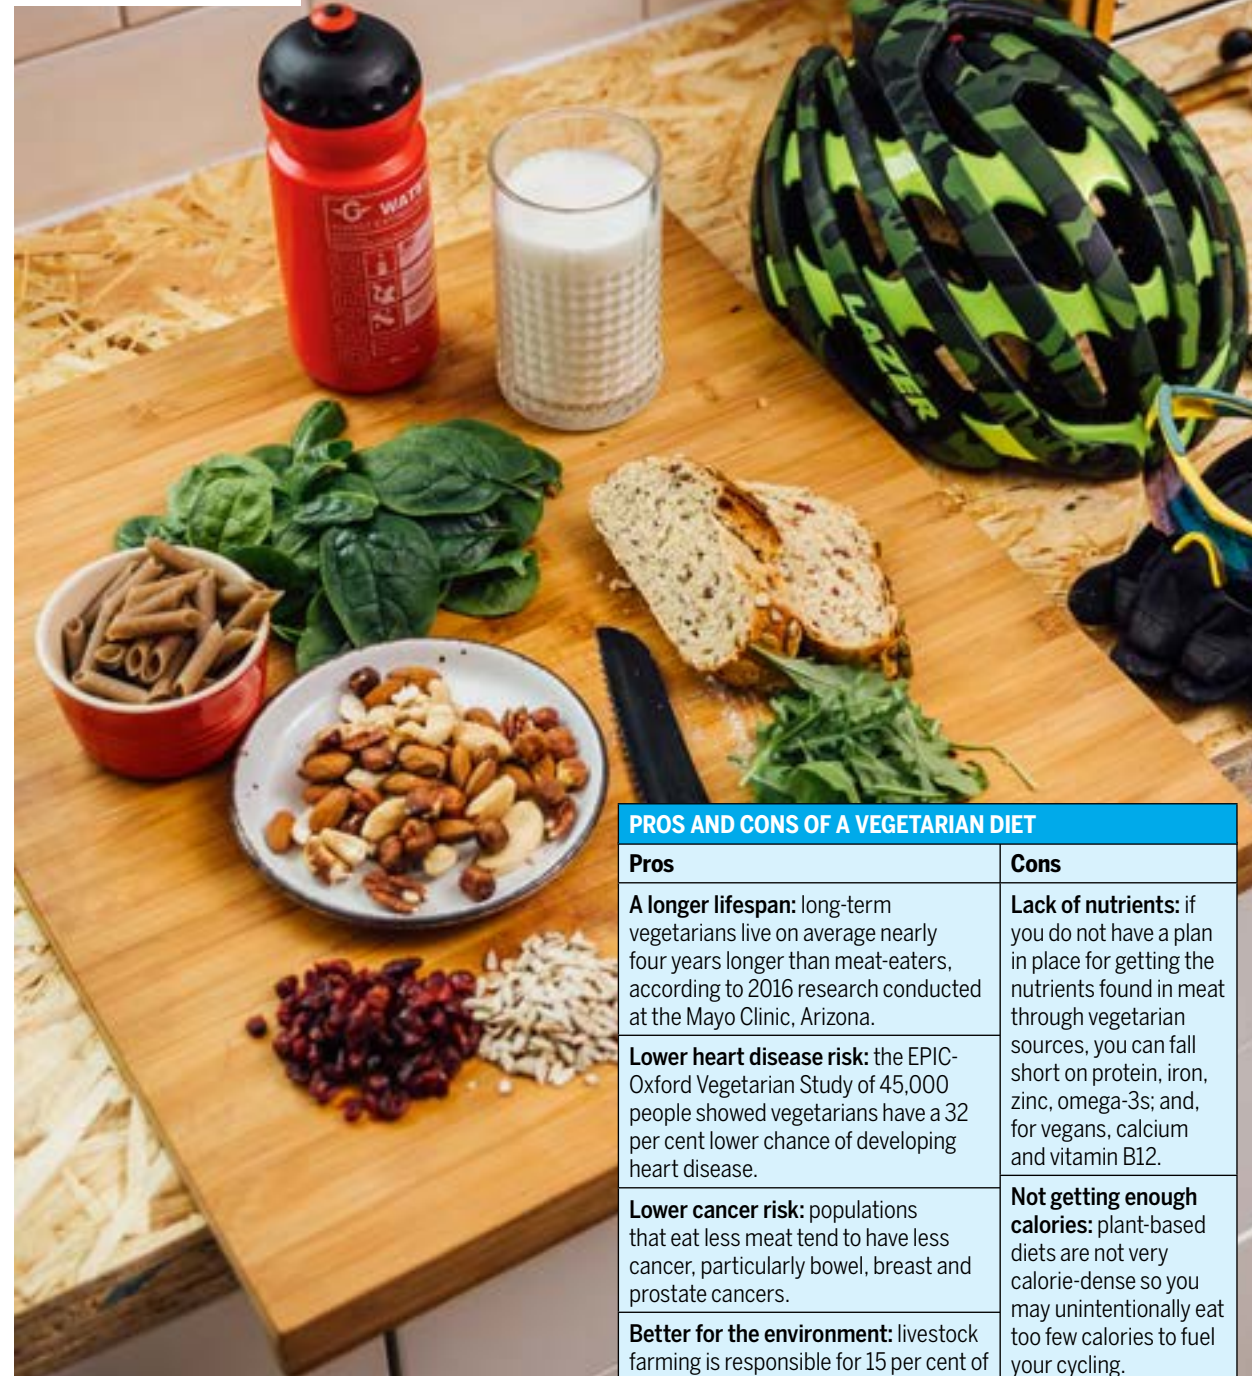 WAT
LAZER
PROS AND CONS OF A VEGETARIAN DIET
Pros
A longer lifespan: long-term
vegetarians live on average nearly
four years longer than meat-eaters,
according to 2016 research conducted
at the Mayo Clinic, Arizona.
Lower heart disease risk: the EPIC-
Oxford Vegetarian Study of 45,000
people showed vegetarians have a 32
per cent lower chance of developing
heart disease.
Lower cancer risk: populations
that eat less meat tend to have less
cancer, particularly bowel, breast and
prostate cancers.
Better for the environment: livestock
farming is responsible for 15 per cent of
Cons
Lack of nutrients: if
you do not have a plan
in place for getting the
nutrients found in meat
through vegetarian
sources, you can fall
short on protein, iron,
zinc, omega-3s; and,
for vegans, calcium
and vitamin B12.
Not getting enough
calories: plant-based
diets are not very
calorie-dense so you
may unintentionally eat
too few calories to fuel
your cycling.